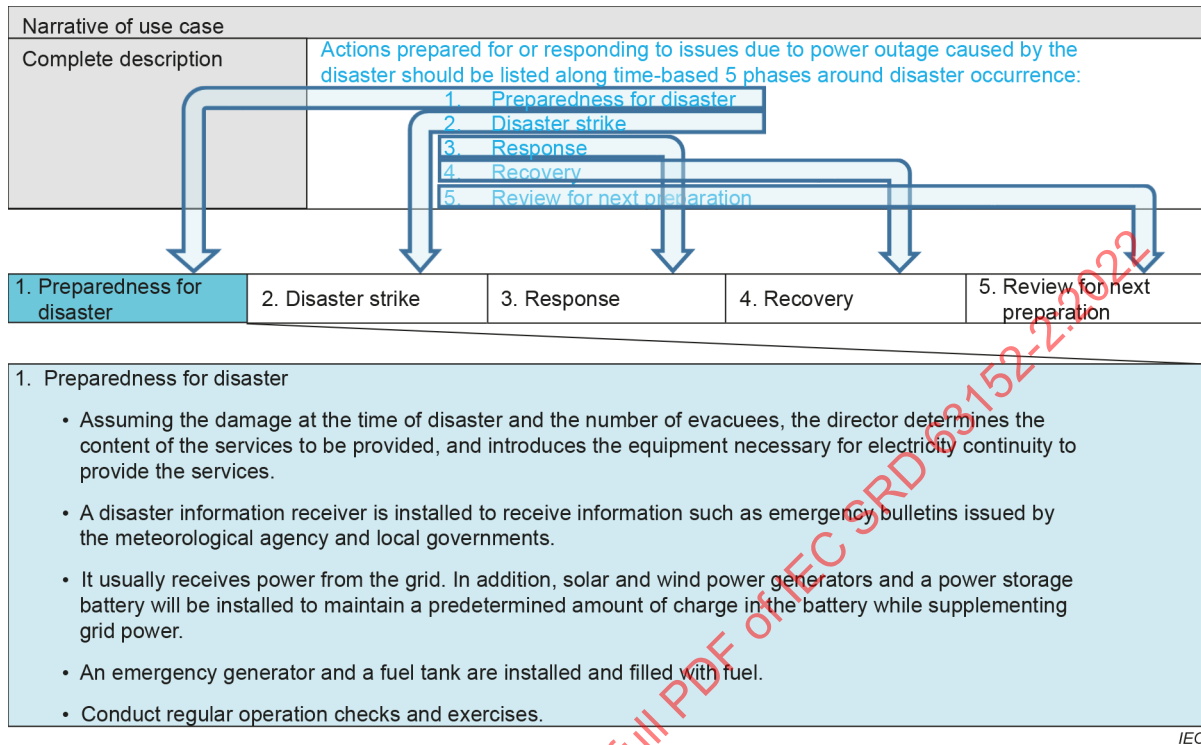 Narrative of use case
Complete description
Actions prepared for or responding to issues due to power outage caused by the
disaster should be listed along time-based 5 phases around disaster occurrence:
1. Preparedness for disaster
2. Disaster strike
3. Response
4. Recovery
5. Review for next preparation
1. Preparedness for
disaster
2. Disaster strike
3. Response
4. Recovery
5. Review for next
preparation
1. Preparedness for disaster
• Assuming the damage at the time of disaster and the number of evacuees, the director determines the
content of the services to be provided, and introduces the equipment necessary for electricity continuity to
provide the services.
• A disaster information receiver is installed to receive information such as emergency bulletins issued by
the meteorological agency and local governments.
• It usually receives power from the grid. In addition, solar and wind power generators and a power storage
battery will be installed to maintain a predetermined amount of charge in the battery while supplementing
grid power.
• An emergency generator and a fuel tank are installed and filled with fuel.
• Conduct regular operation checks and exercises.
IEC
full PDF of IEC SRD 63152-2:2022